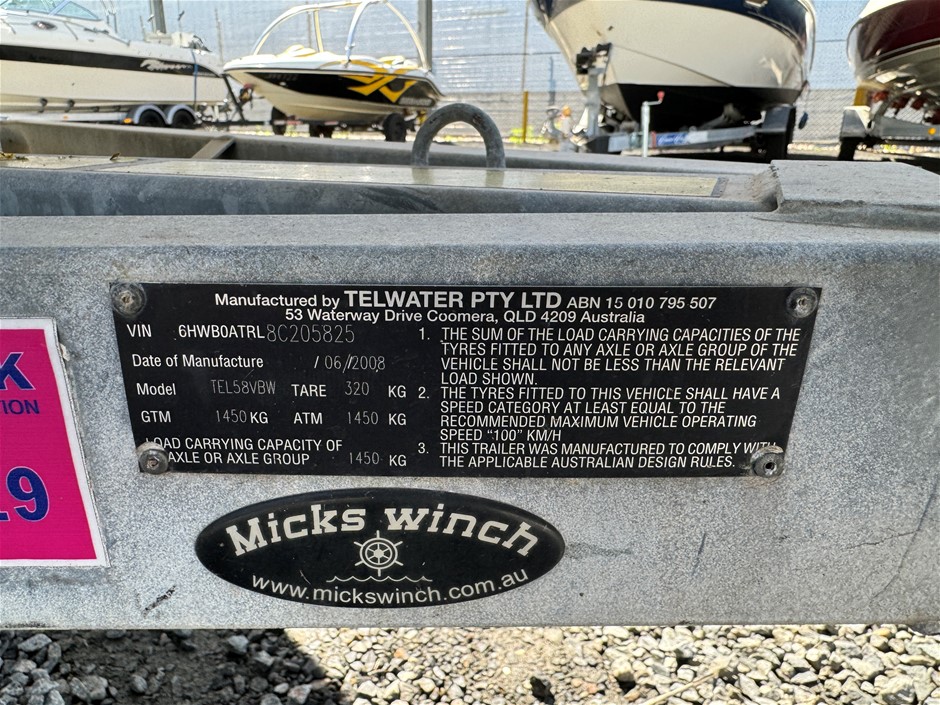 Manufactured by TELWATER PTY LTD ABN 15 010 795 507
53 Waterway Drive Coomera, QLD 4209 Australia
VIN 6HWB0ATRL8C205825
Date of Manufacture /06/2008
Model TEL58VBW TARE 320 KG
GTM 1450 KG ATM 1450 KG
LOAD CARRYING CAPACITY OF
AXLE OR AXLE GROUP 1450 KG
1. THE SUM OF THE LOAD CARRYING CAPACITIES OF THE
TYRES FITTED TO ANY AXLE OR AXLE GROUP OF THE
VEHICLE SHALL NOT BE LESS THAN THE RELEVANT
LOAD SHOWN.
2. THE TYRES FITTED TO THIS VEHICLE SHALL HAVE A
SPEED CATEGORY AT LEAST EQUAL TO THE
RECOMMENDED MAXIMUM VEHICLE OPERATING
SPEED "100" KM/H
3. THIS TRAILER WAS MANUFACTURED TO COMPLY WITH
THE APPLICABLE AUSTRALIAN DESIGN RULES.
K
TION
19
Micks winch
www.mickswinch.com.au